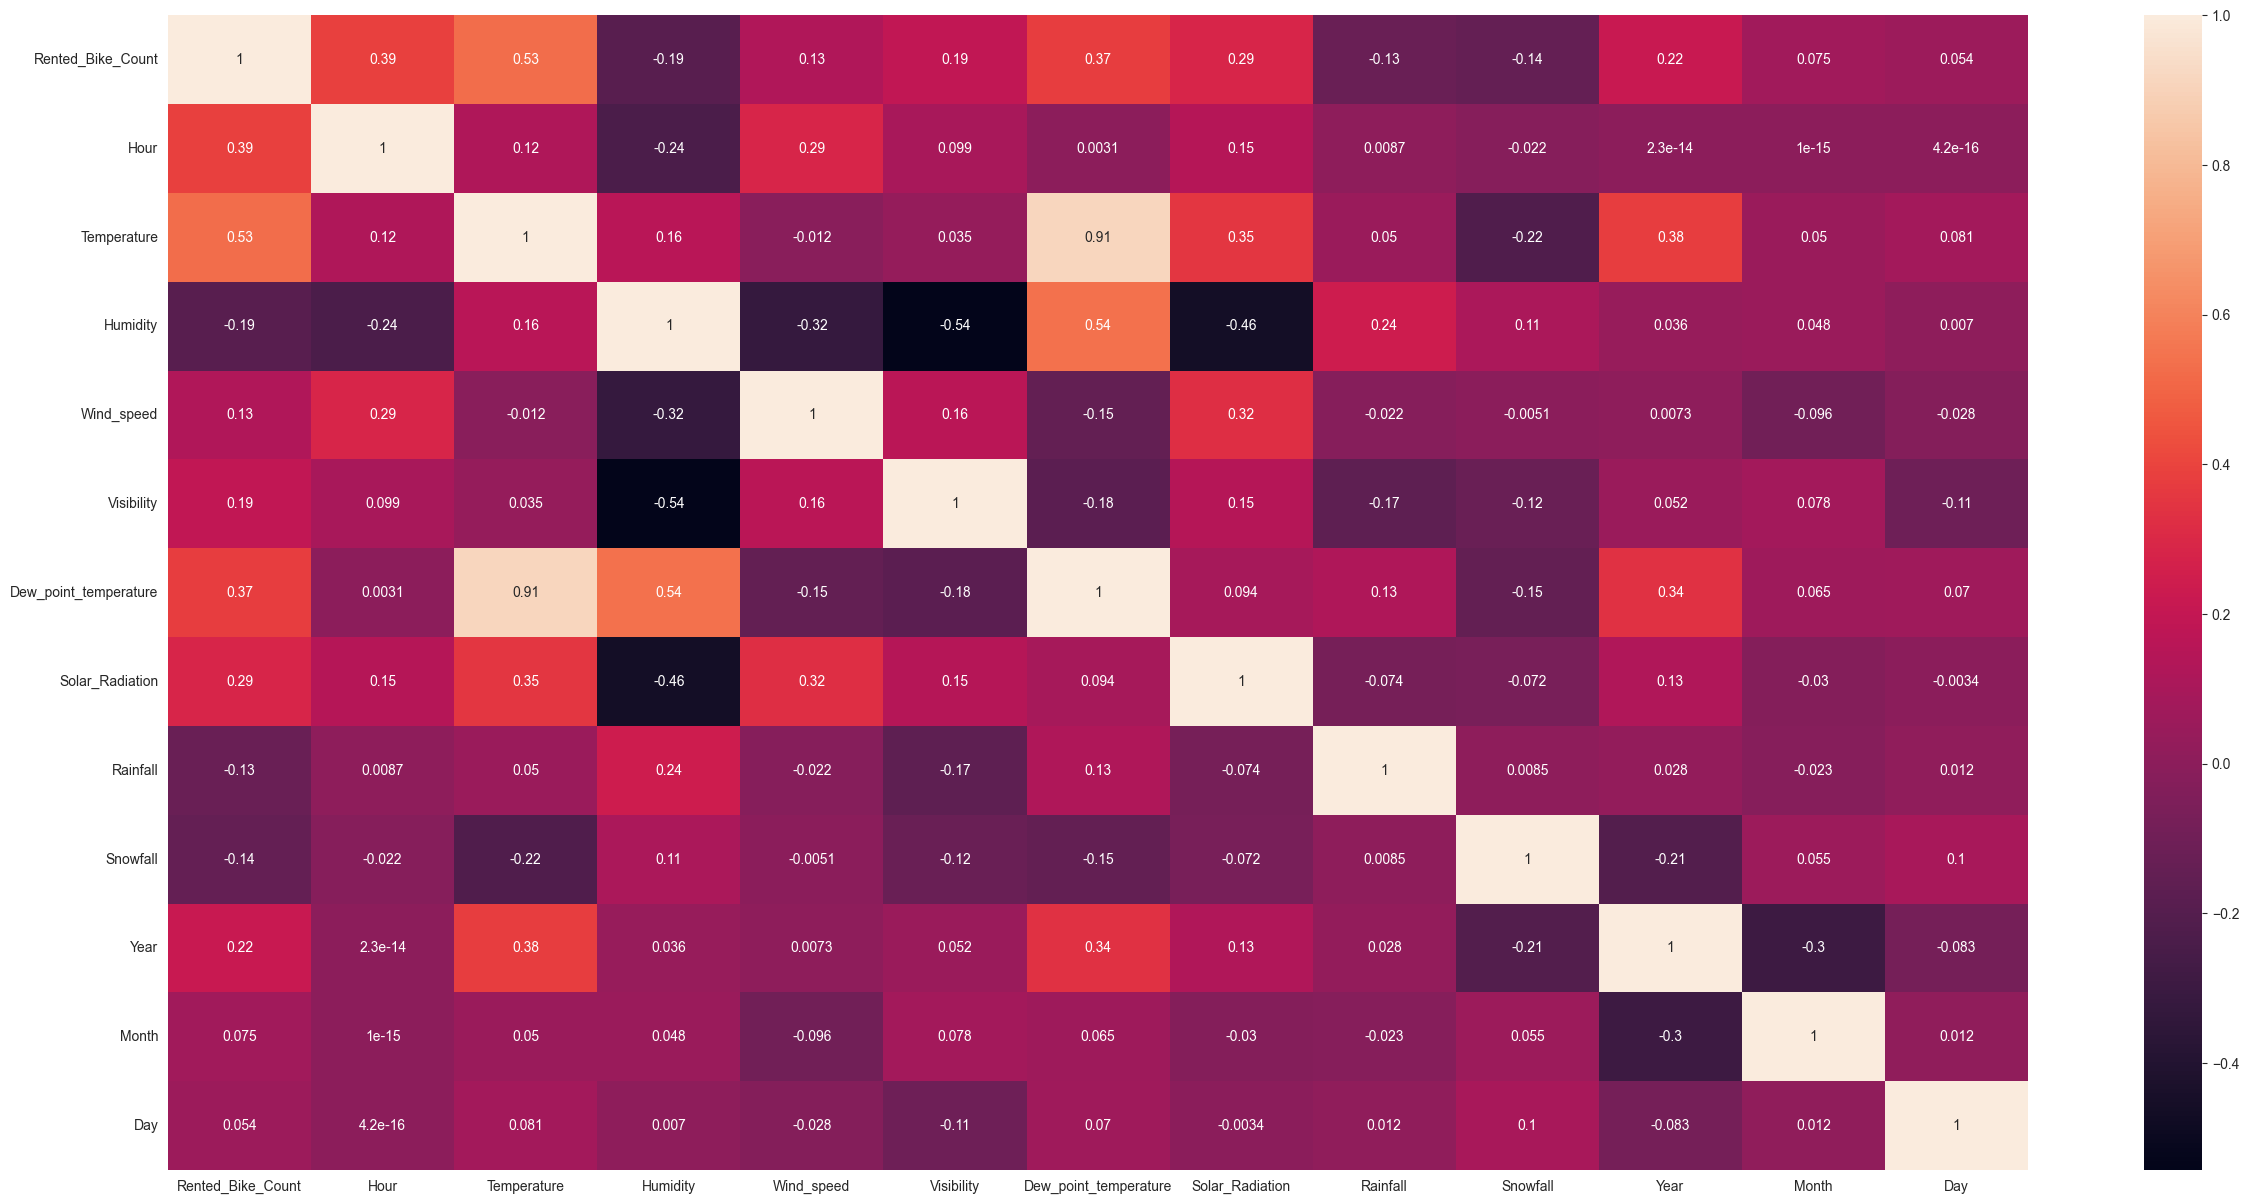 Rented_Bike_Count 1 0.39 0.53 -0.19 0.13 0.19 0.37 0.29 -0.13 -0.14 0.22 0.075 0.054
Hour 0.39 1 0.12 -0.24 0.29 0.099 0.0031 0.15 0.0087 -0.022 2.3e-14 1e-15 4.2e-16
Temperature 0.53 0.12 1 0.16 -0.012 0.035 0.91 0.35 0.05 -0.22 0.38 0.05 0.081
Humidity -0.19 -0.24 0.16 1 -0.32 -0.54 0.54 -0.46 0.24 0.11 0.036 0.048 0.007
Wind_speed 0.13 0.29 -0.012 -0.32 1 0.16 -0.15 0.32 -0.022 -0.0051 0.0073 -0.096 -0.028
Visibility 0.19 0.099 0.035 -0.54 0.16 1 -0.18 0.15 -0.17 -0.12 0.052 0.078 -0.11
Dew_point_temperature 0.37 0.0031 0.91 0.54 -0.15 -0.18 1 0.094 0.13 -0.15 0.34 0.065 0.07
Solar_Radiation 0.29 0.15 0.35 -0.46 0.32 0.15 0.094 1 -0.074 -0.072 0.13 -0.03 -0.0034
Rainfall -0.13 0.0087 0.05 0.24 -0.022 -0.17 0.13 -0.074 1 0.0085 0.028 -0.023 0.012
Snowfall -0.14 -0.022 -0.22 0.11 -0.0051 -0.12 -0.15 -0.072 0.0085 1 -0.21 0.055 0.1
Year 0.22 2.3e-14 0.38 0.036 0.0073 0.052 0.34 0.13 0.028 -0.21 1 -0.3 -0.083
Month 0.075 1e-15 0.05 0.048 -0.096 0.078 0.065 -0.03 -0.023 0.055 -0.3 1 0.012
Day 0.054 4.2e-16 0.081 0.007 -0.028 -0.11 0.07 -0.0034 0.012 0.1 -0.083 0.012 1
Rented_Bike_Count Hour Temperature Humidity Wind_speed Visibility Dew_point_temperature Solar_Radiation Rainfall Snowfall Year Month Day
1.0
0.8
0.6
0.4
0.2
0.0
−0.2
−0.4